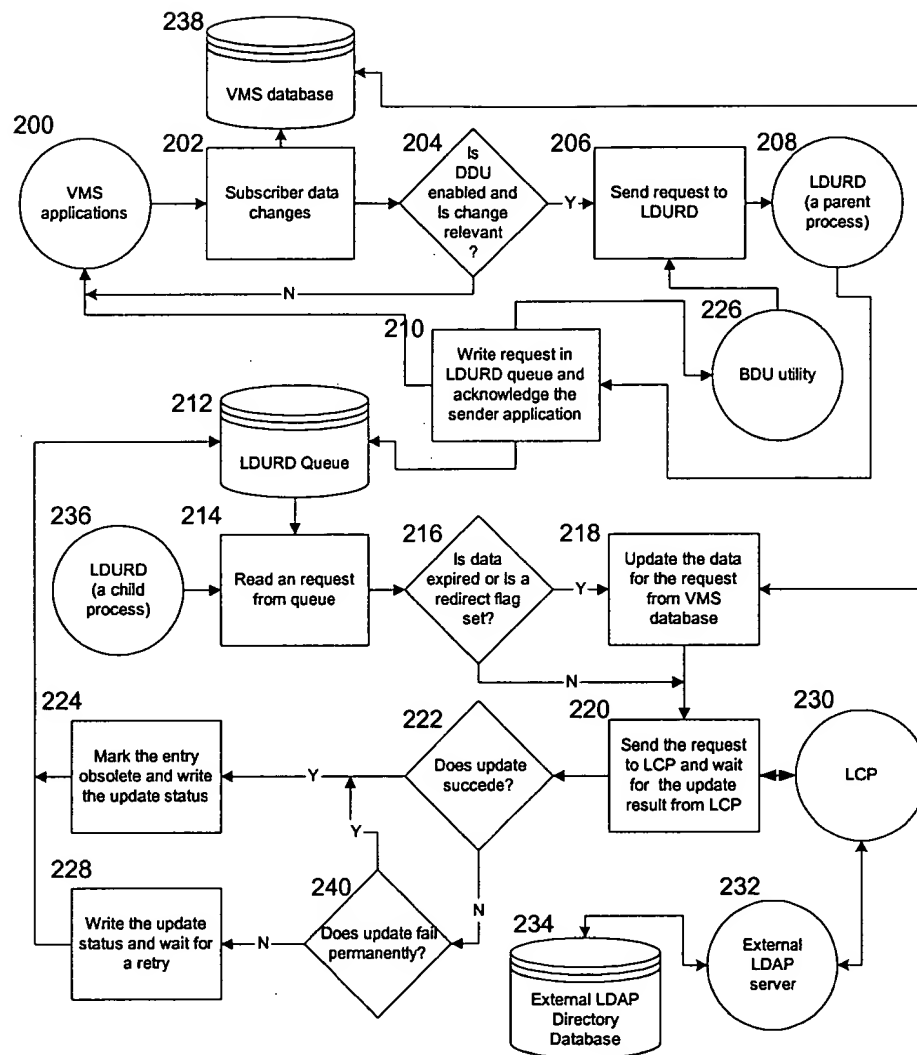 238
VMS database
200
202
204
206
208
VMS
applications
Subscriber data
changes
Is
DDU
enabled and
Is change
relevant
?
Y
Send request to
LDURD
LDURD
(a parent
process)
N
210
226
Write request in
LDURD queue and
acknowledge the
sender application
BDU utility
212
LDURD Queue
236
214
216
218
LDURD
(a child
process)
Read an request
from queue
Is data
expired or Is a
redirect flag
set?
Y
Update the data
for the request
from VMS
database
N
224
222
220
230
Mark the entry
obsolete and write
the update status
Y
Does update
succede?
Send the request
to LCP and wait
for the update
result from LCP
LCP
Y
228
240
N
232
Write the update
status and wait for
a retry
N
Does update fail
permanently?
234
External LDAP
Directory
Database
External
LDAP
server